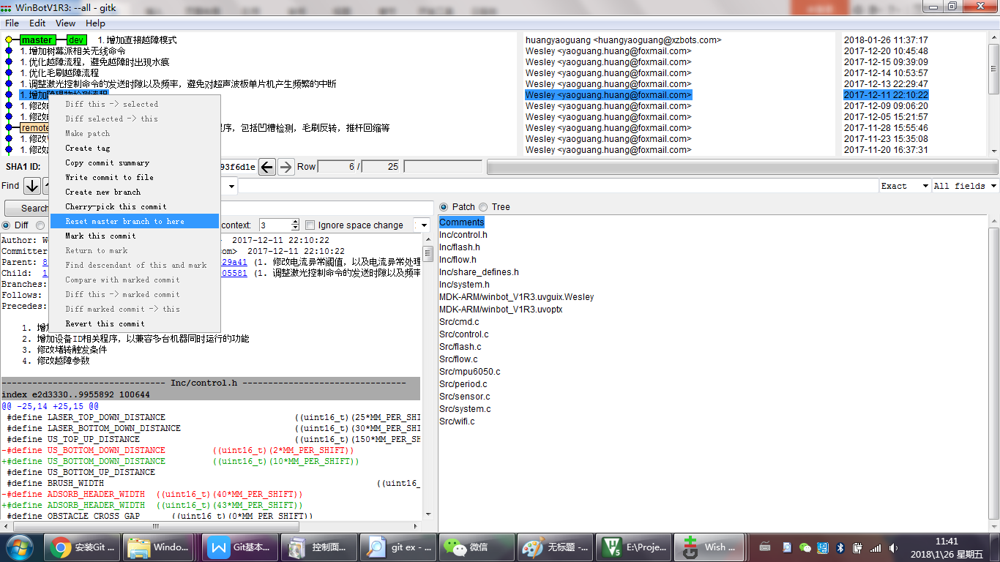 WinBotV1R3: --all - gitk
File Edit View Help
master dev 1.增加直接越障模式 huangyaoguang <huangyaoguang@xzbots.com> 2018-01-26 11:37:17
1.增加树莓派相关无线命令 Wesley <yaoguang.huang@foxmail.com> 2017-12-20 10:45:48
1.优化越障流程，避免越障时出现水痕 Wesley <yaoguang.huang@foxmail.com> 2017-12-15 09:39:09
1.优化毛刷越障流程 Wesley <yaoguang.huang@foxmail.com> 2017-12-14 10:53:57
1.调整激光控制命令的发送时隙以及频率，避免对超声波板单片机产生频繁的中断 Wesley <yaoguang.huang@foxmail.com> 2017-12-13 22:29:47
1.增加障碍物检测流程 Wesley <yaoguang.huang@foxmail.com> 2017-12-11 22:10:22
1.修改 Wesley <yaoguang.huang@foxmail.com> 2017-12-09 09:06:20
1.修改 Wesley <yaoguang.huang@foxmail.com> 2017-12-05 15:21:57
remote 程序，包括凹槽检测，毛刷反转，推杆回缩等 Wesley <yaoguang.huang@foxmail.com> 2017-11-28 15:55:46
1.修改 Wesley <yaoguang.huang@foxmail.com> 2017-11-23 15:35:08
1.修改 Wesley <yaoguang.huang@foxmail.com> 2017-11-20 16:37:31
Diff this -> selected
Diff selected -> this
Make patch
Create tag
Copy commit summary
Write commit to file
Create new branch
Cherry-pick this commit
Reset master branch to here
Mark this commit
Return to mark
Find descendant of this and mark
Compare with marked commit
Diff this -> marked commit
Diff marked commit -> this
Revert this commit
SHA1 ID: 93f6d1e Row 6 / 25
Find Exact All fields
Search
Diff context: 3 Ignore space change
Patch Tree
Author: W 2017-12-11 22:10:22
Committer com> 2017-12-11 22:10:22
Parent: 8 29a41 (1. 修改电流异常阈值，以及电流异常处理
Child: 1 05581 (1. 调整激光控制命令的发送时隙以及频率
Branches:
Follows:
Precedes:
1. 增加
2. 增加设备ID相关程序，以兼容多台机器同时运行的功能
3. 修改堵转触发条件
4. 修改越障参数
Inc/control.h
index e2d3330..9955892 100644
@@ -25,14 +25,15 @@
#define LASER_TOP_DOWN_DISTANCE ((uint16_t)(25*MM_PER_SHI
#define LASER_BOTTOM_DOWN_DISTANCE ((uint16_t)(30*MM_PER_SHI
#define US_TOP_UP_DISTANCE ((uint16_t)(150*MM_PER_SH
-#define US_BOTTOM_DOWN_DISTANCE ((uint16_t)(2*MM_PER_SHIFT))
+#define US_BOTTOM_DOWN_DISTANCE ((uint16_t)(10*MM_PER_SHIFT))
#define US_BOTTOM_UP_DISTANCE
#define BRUSH_WIDTH ((uint16_
-#define ADSORB_HEADER_WIDTH ((uint16_t)(40*MM_PER_SHIFT))
+#define ADSORB_HEADER_WIDTH ((uint16_t)(43*MM_PER_SHIFT))
#define OBSTACLE_CROSS_GAP ((uint16_t)(0*MM_PER_SHIFT))
Comments
Inc/control.h
Inc/flash.h
Inc/flow.h
Inc/share_defines.h
Inc/system.h
MDK-ARM/winbot_V1R3.uvguix.Wesley
MDK-ARM/winbot_V1R3.uvoptx
Src/cmd.c
Src/control.c
Src/flash.c
Src/flow.c
Src/mpu6050.c
Src/period.c
Src/sensor.c
Src/system.c
Src/wifi.c
安装Git ... Windo... Git基本... 控制面... git ex - ... 微信 无标题 -... E:\Proje... Wish ...
11:41
2018\1\26 星期五